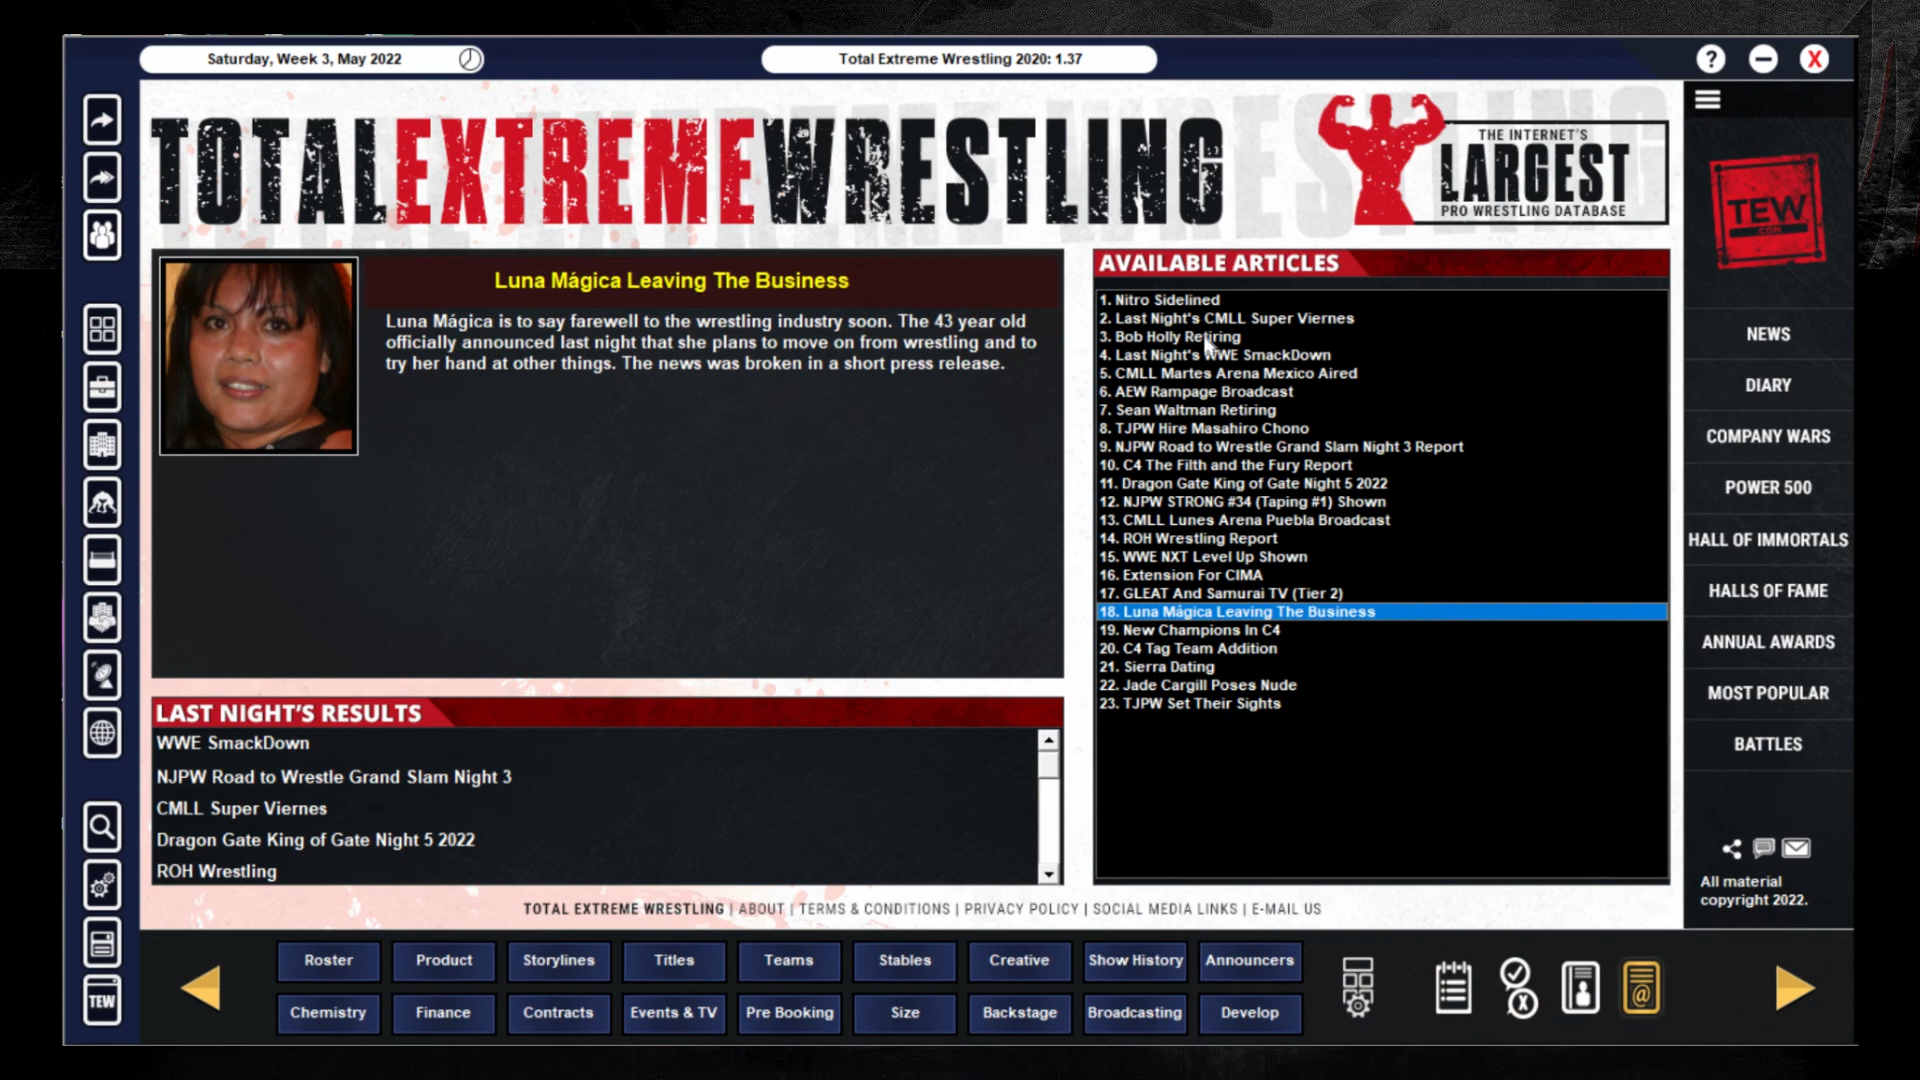 Saturday, Week 3, May 2022
Total Extreme Wrestling 2020: 1.37
?
X
TOTALEXTREMEWRESTLING
THE INTERNET'S
LARGEST
PRO WRESTLING DATABASE
TEW
.COM
Luna Mágica Leaving The Business
Luna Mágica is to say farewell to the wrestling industry soon. The 43 year old
officially announced last night that she plans to move on from wrestling and to
try her hand at other things. The news was broken in a short press release.
AVAILABLE ARTICLES
1. Nitro Sidelined
2. Last Night's CMLL Super Viernes
3. Bob Holly Retiring
4. Last Night's WWE SmackDown
5. CMLL Martes Arena Mexico Aired
6. AEW Rampage Broadcast
7. Sean Waltman Retiring
8. TJPW Hire Masahiro Chono
9. NJPW Road to Wrestle Grand Slam Night 3 Report
10. C4 The Filth and the Fury Report
11. Dragon Gate King of Gate Night 5 2022
12. NJPW STRONG #34 (Taping #1) Shown
13. CMLL Lunes Arena Puebla Broadcast
14. ROH Wrestling Report
15. WWE NXT Level Up Shown
16. Extension For CIMA
17. GLEAT And Samurai TV (Tier 2)
18. Luna Mágica Leaving The Business
19. New Champions In C4
20. C4 Tag Team Addition
21. Sierra Dating
22. Jade Cargill Poses Nude
23. TJPW Set Their Sights
LAST NIGHT'S RESULTS
WWE SmackDown
NJPW Road to Wrestle Grand Slam Night 3
CMLL Super Viernes
Dragon Gate King of Gate Night 5 2022
ROH Wrestling
NEWS
DIARY
COMPANY WARS
POWER 500
HALL OF IMMORTALS
HALLS OF FAME
ANNUAL AWARDS
MOST POPULAR
BATTLES
All material
copyright 2022.
TOTAL EXTREME WRESTLING | ABOUT | TERMS & CONDITIONS | PRIVACY POLICY | SOCIAL MEDIA LINKS | E-MAIL US
TEW
Roster
Product
Storylines
Titles
Teams
Stables
Creative
Show History
Announcers
Chemistry
Finance
Contracts
Events & TV
Pre Booking
Size
Backstage
Broadcasting
Develop